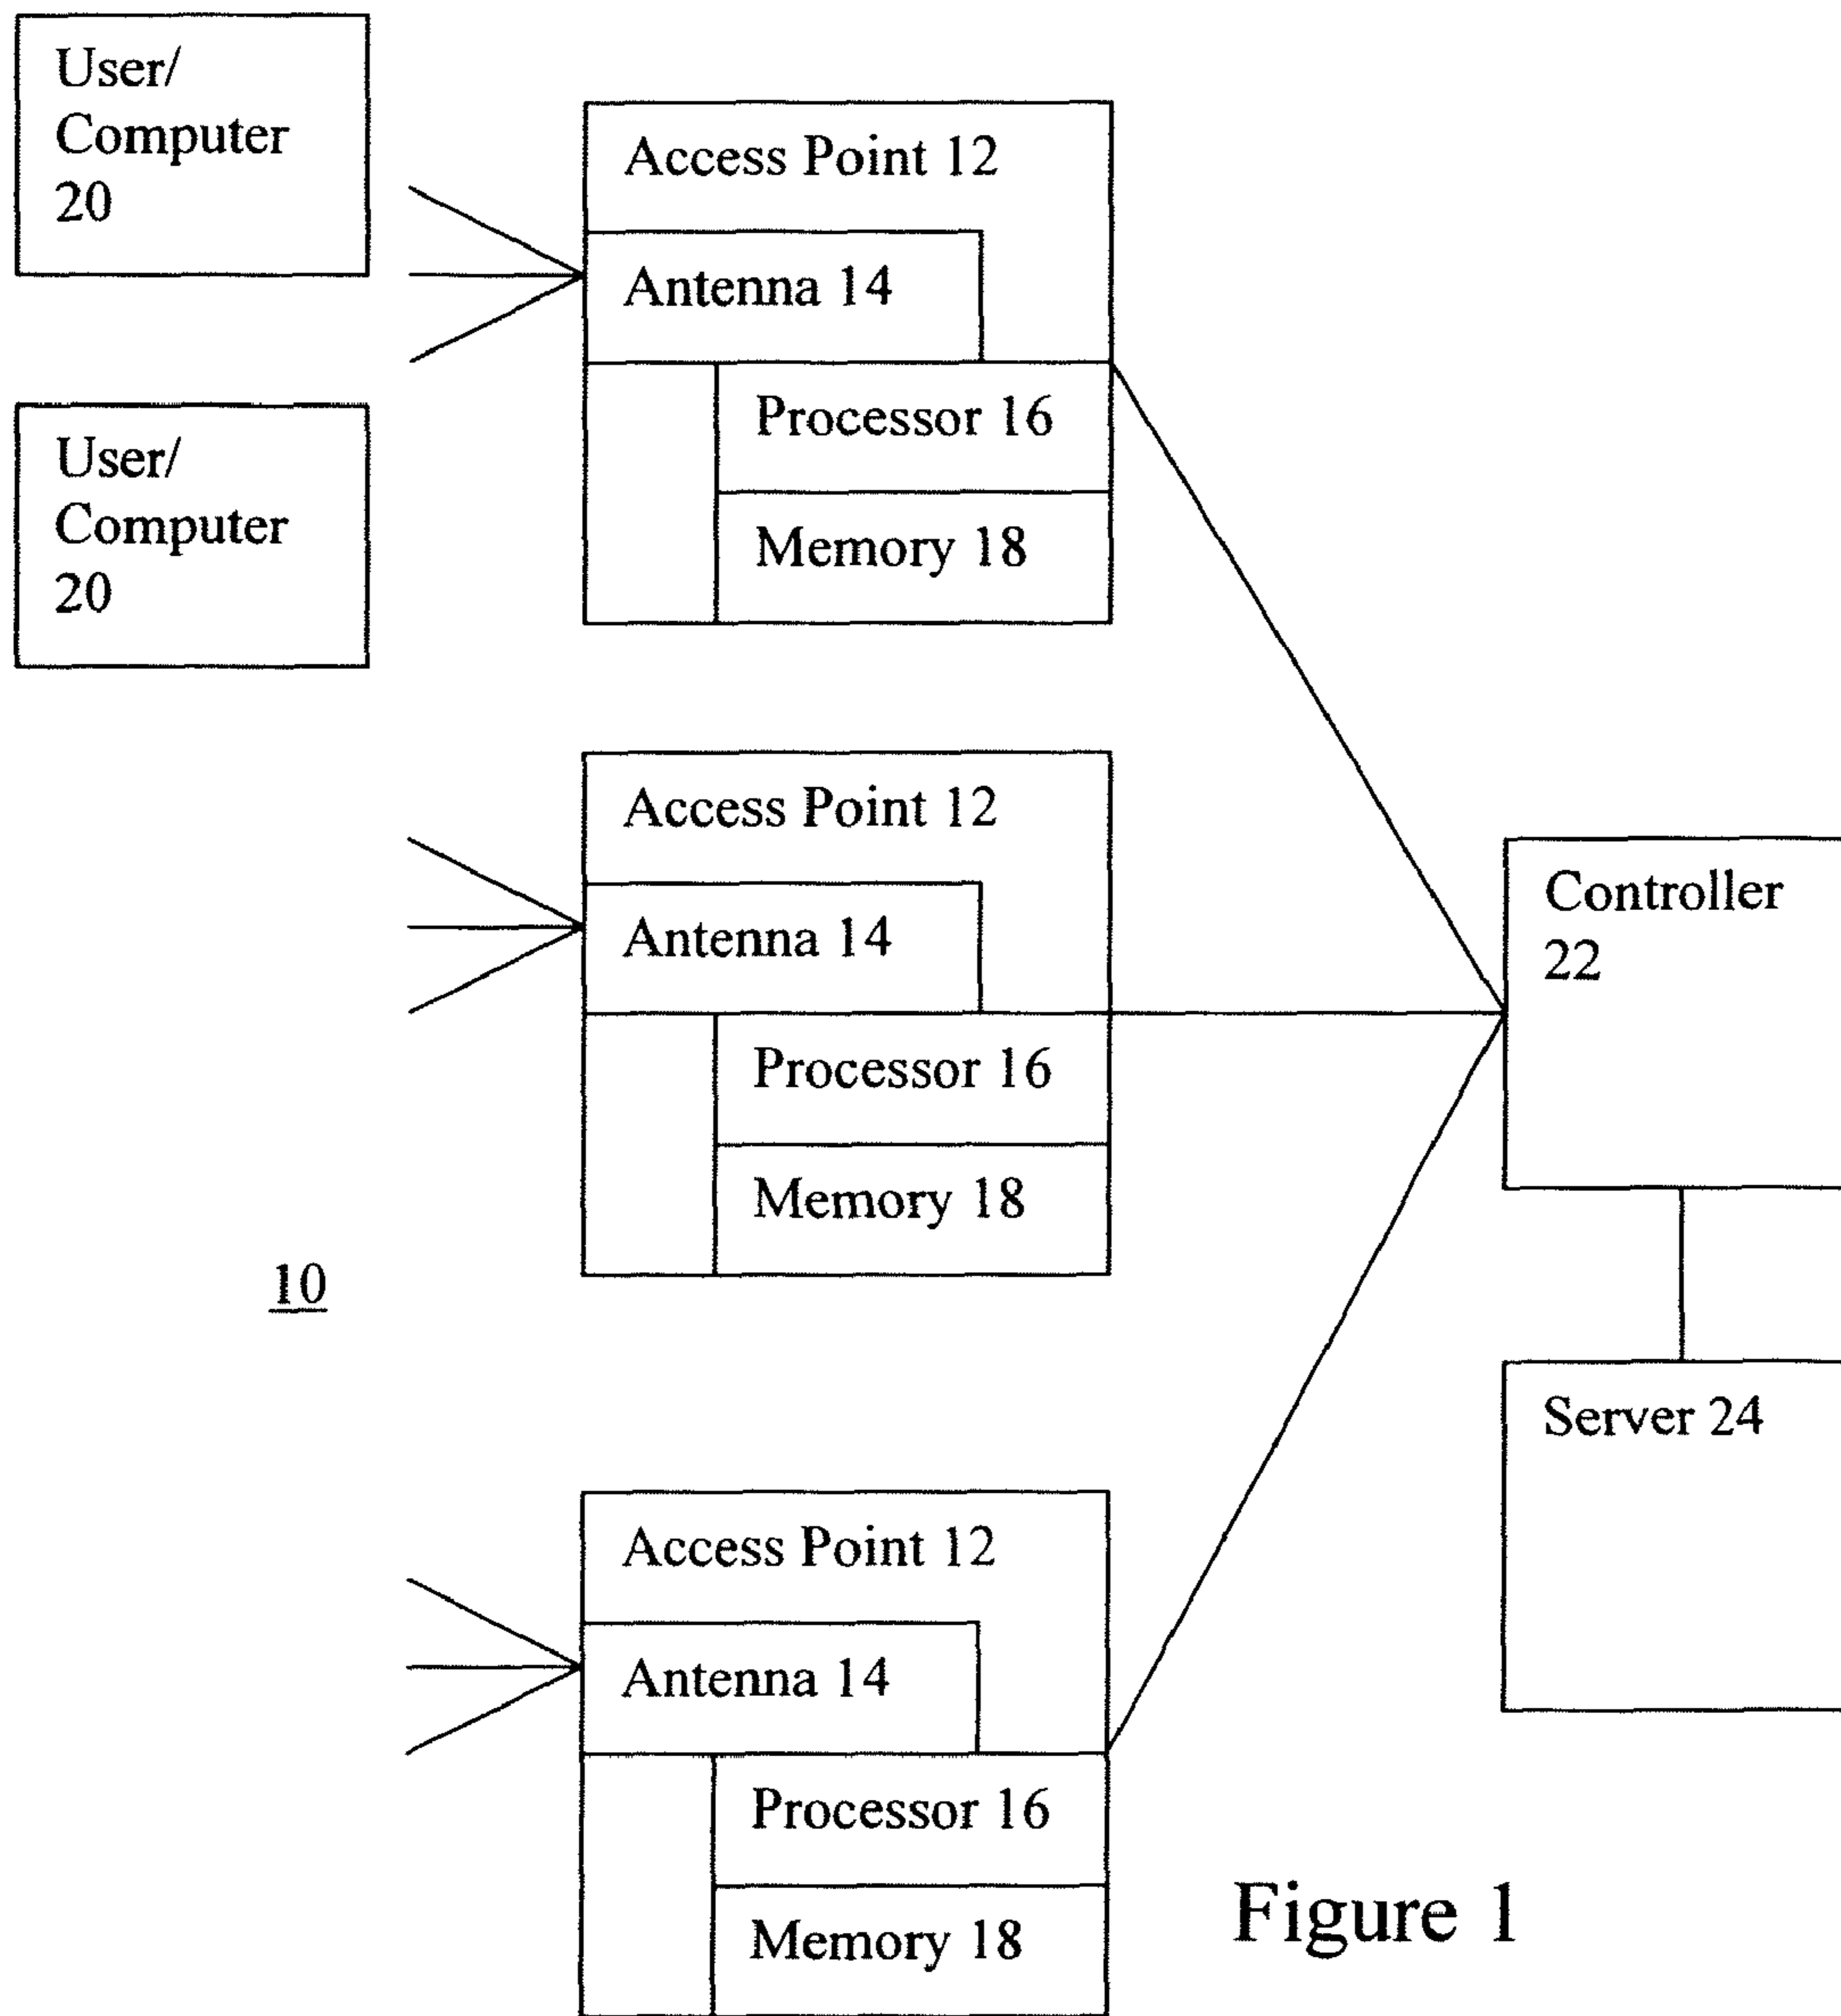 User/
Computer
20
Access Point 12
Antenna 14
Processor 16
Memory 18
User/
Computer
20
Access Point 12
Antenna 14
Processor 16
Memory 18
Controller
22
10
Server 24
Access Point 12
Antenna 14
Processor 16
Memory 18
Figure 1